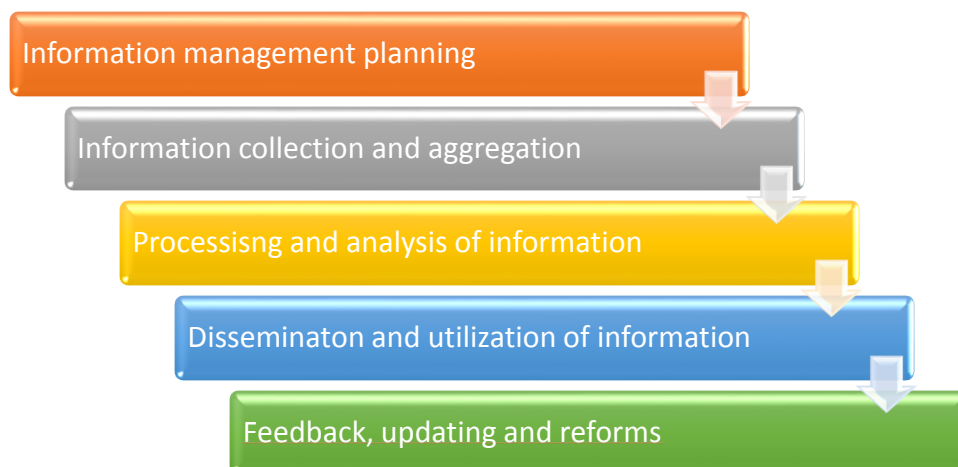 Information management planning
Information collection and aggregation
Processisng and analysis of information
Disseminaton and utilization of information
Feedback, updating and reforms